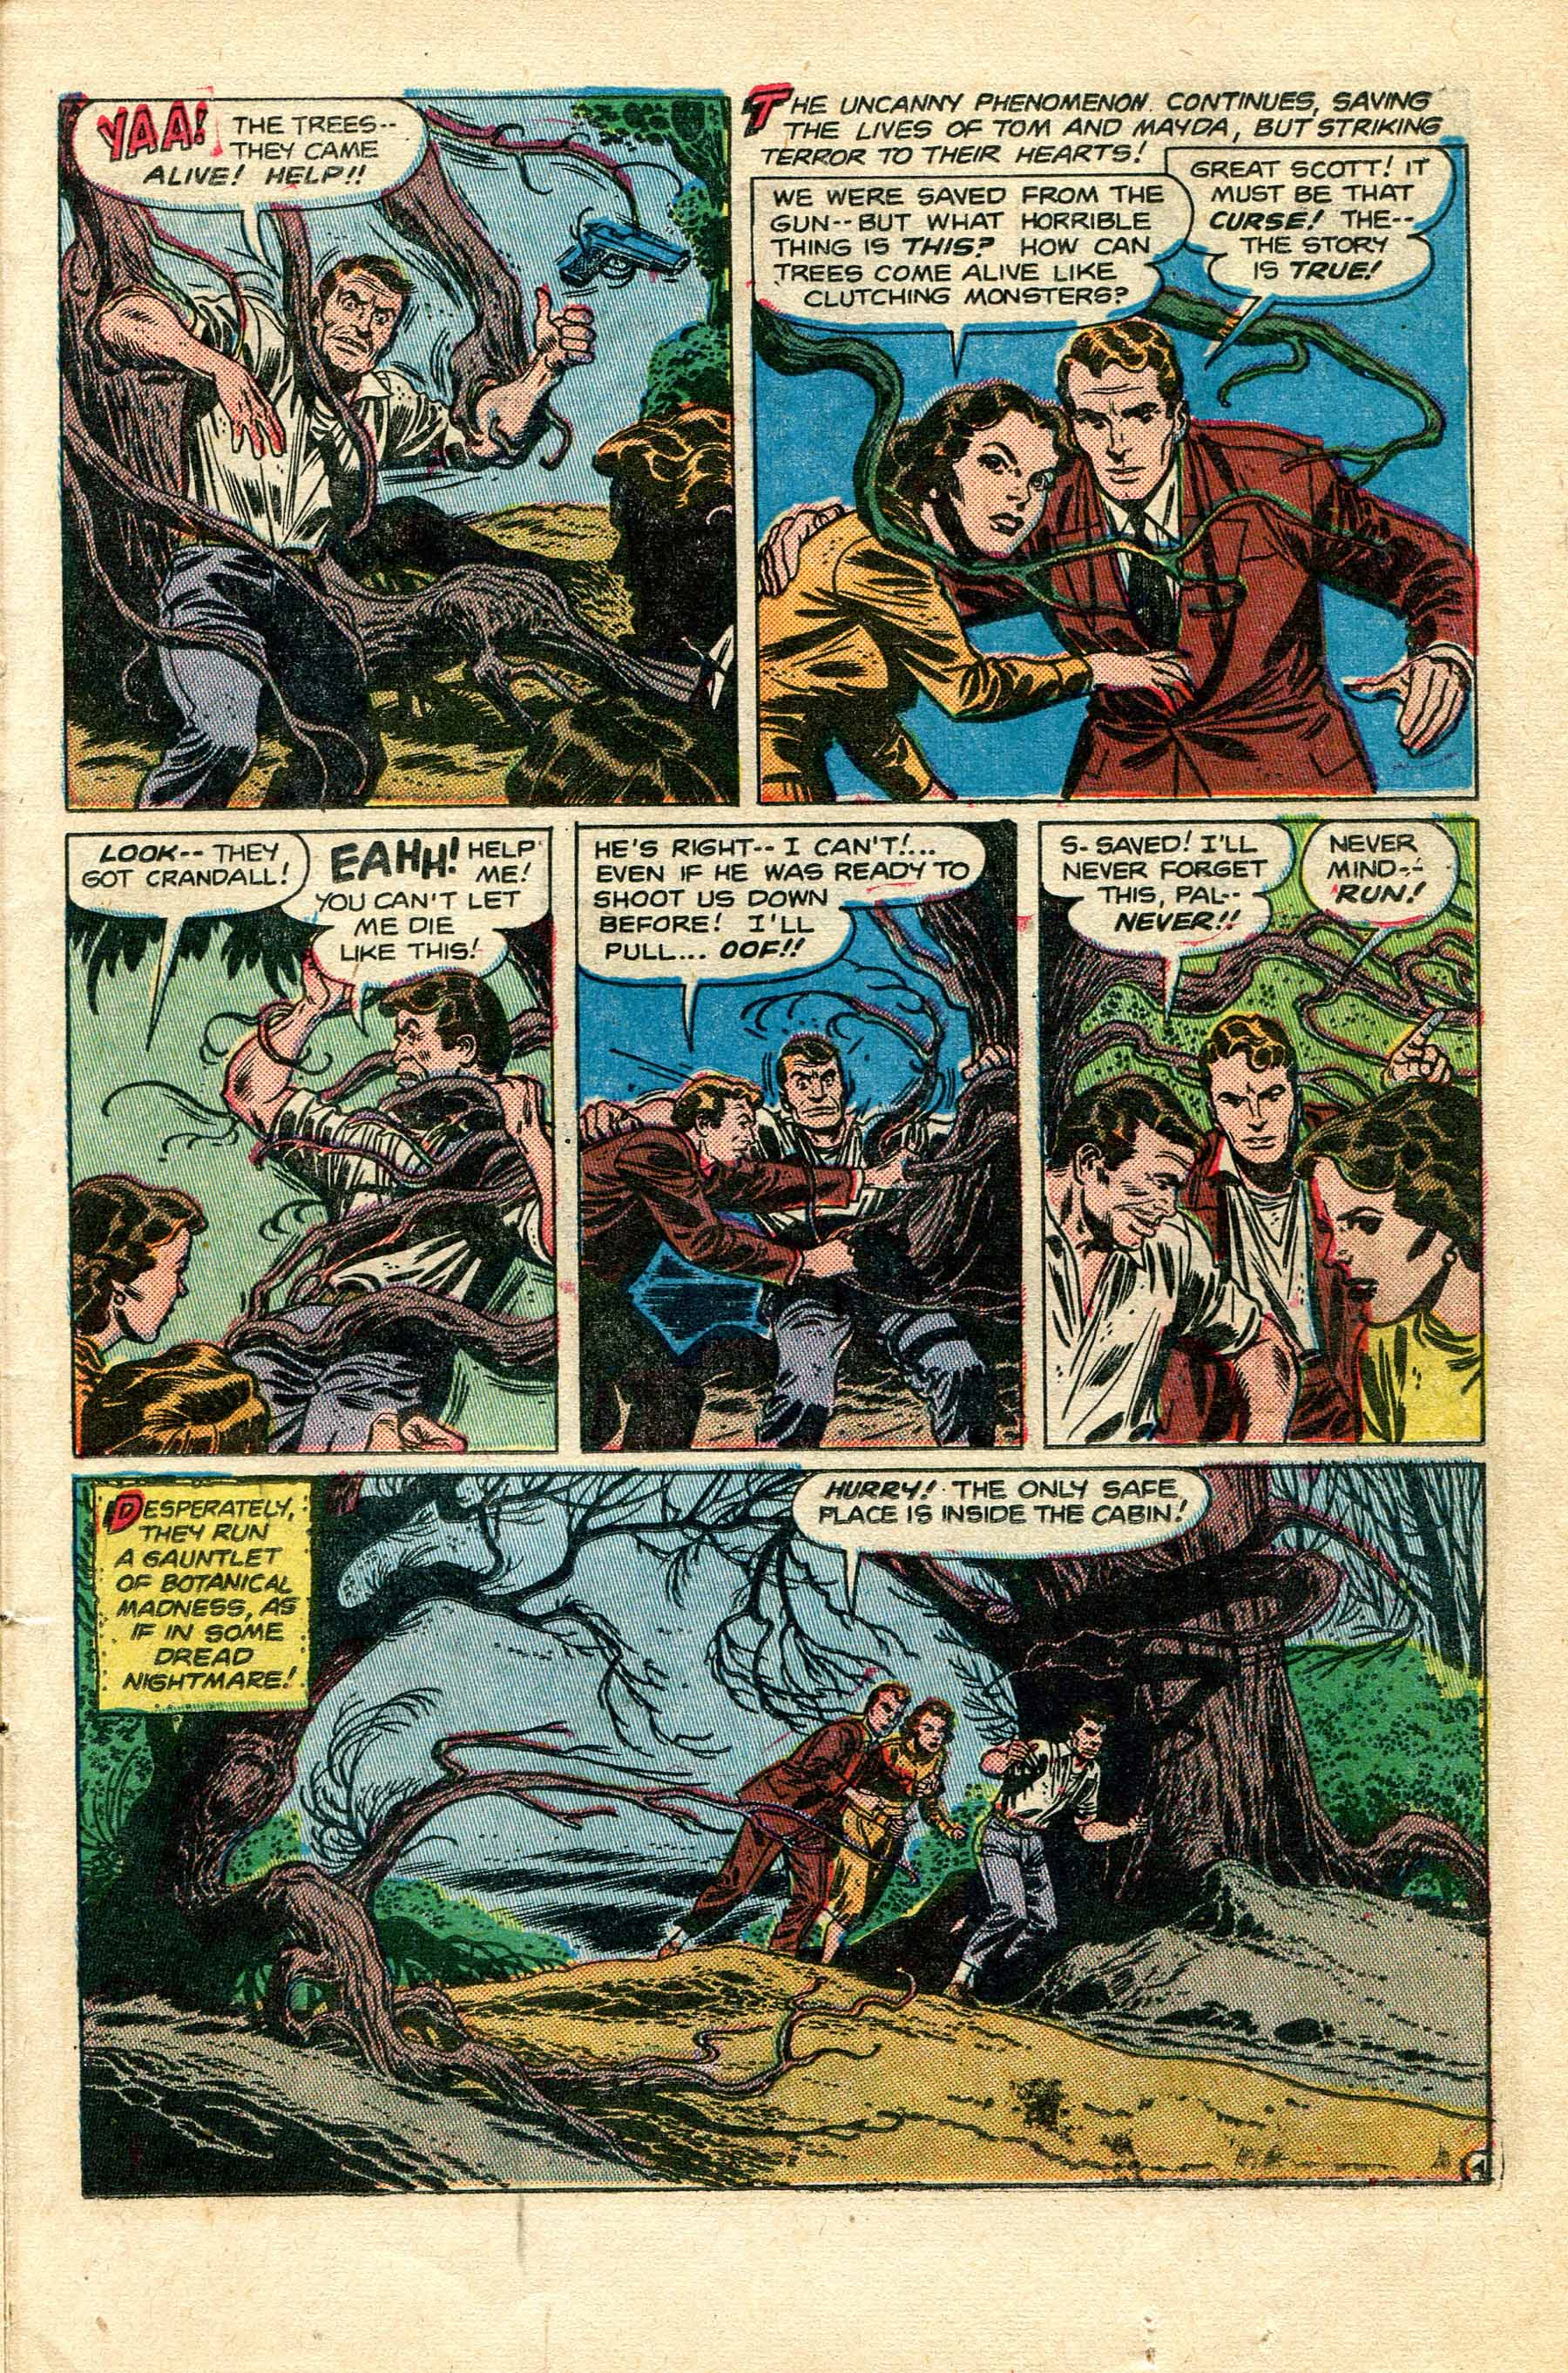 YAA! THE TREES--
THEY CAME
ALIVE! HELP!!
THE UNCANNY PHENOMENON CONTINUES, SAVING
THE LIVES OF TOM AND MAYDA, BUT STRIKING
TERROR TO THEIR HEARTS!
WE WERE SAVED FROM THE
GUN--BUT WHAT HORRIBLE
THING IS THIS? HOW CAN
TREES COME ALIVE LIKE
CLUTCHING MONSTERS?
GREAT SCOTT! IT
MUST BE THAT
CURSE! THE--
THE STORY
IS TRUE!
LOOK--THEY
GOT CRANDALL!
EAHH! HELP
ME!
YOU CAN'T LET
ME DIE
LIKE THIS!
HE'S RIGHT--I CAN'T!...
EVEN IF HE WAS READY TO
SHOOT US DOWN
BEFORE! I'LL
PULL... OOF!!
S-SAVED! I'LL
NEVER FORGET
THIS, PAL--
NEVER!!
NEVER
MIND--
RUN!
DESPERATELY,
THEY RUN
A GAUNTLET
OF BOTANICAL
MADNESS, AS
IF IN SOME
DREAD
NIGHTMARE!
HURRY! THE ONLY SAFE
PLACE IS INSIDE THE CABIN!
4